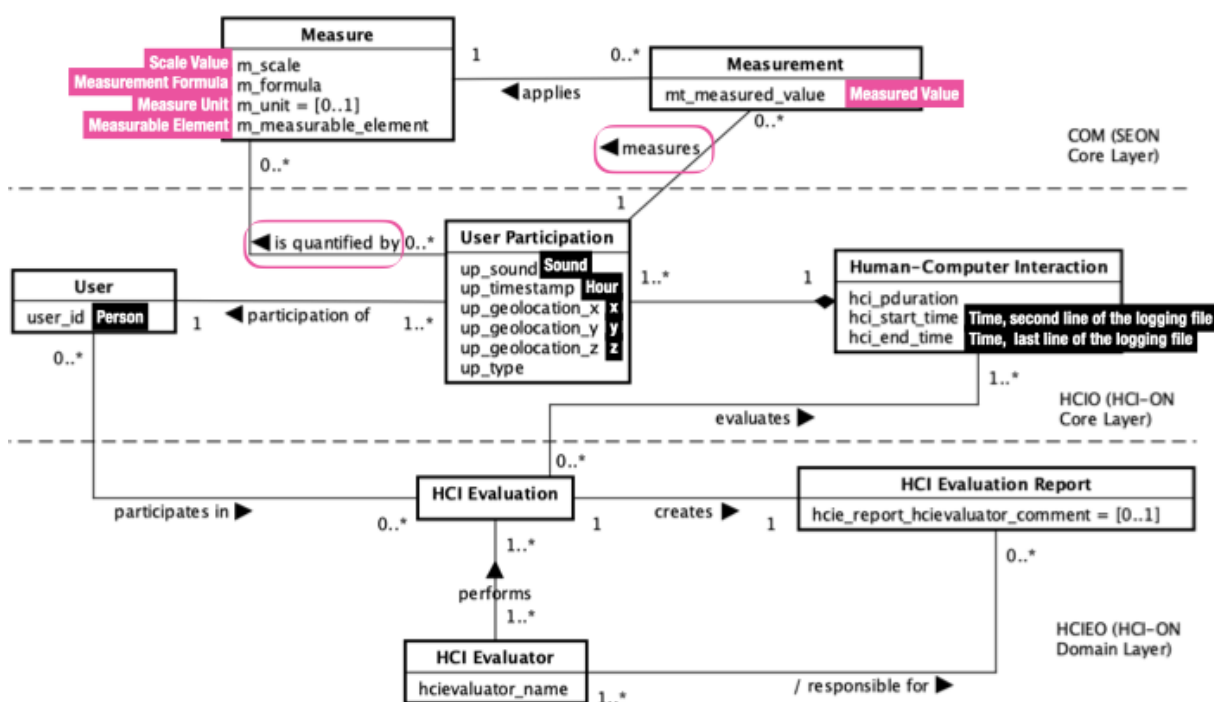 Measure
Scale Value m_scale
Measurement Formula m_formula
Measure Unit m_unit = [0..1]
Measurable Element m_measurable_element
1
◀ applies
0..*
Measurement
mt_measured_value Measured Value
0..*
◀ measures
COM (SEON
Core Layer)
0..*
1
◀ is quantified by 0..*
User Participation
up_sound Sound
up_timestamp Hour
up_geolocation_x x
up_geolocation_y y
up_geolocation_z z
up_type
User
user_id Person
1
◀ participation of
1..*
1..*
1
Human-Computer Interaction
hci_pduration
hci_start_time Time, second line of the logging file
hci_end_time Time, last line of the logging file
0..*
1..*
evaluates ▶
HCIO (HCI-ON
Core Layer)
0..*
participates in ▶
0..*
HCI Evaluation
1
creates ▶
1
HCI Evaluation Report
hcie_report_hcievaluator_comment = [0..1]
1..*
0..*
performs
1..*
HCI Evaluator
hcievaluator_name
1..*
/ responsible for ▶
HCIEO (HCI-ON
Domain Layer)